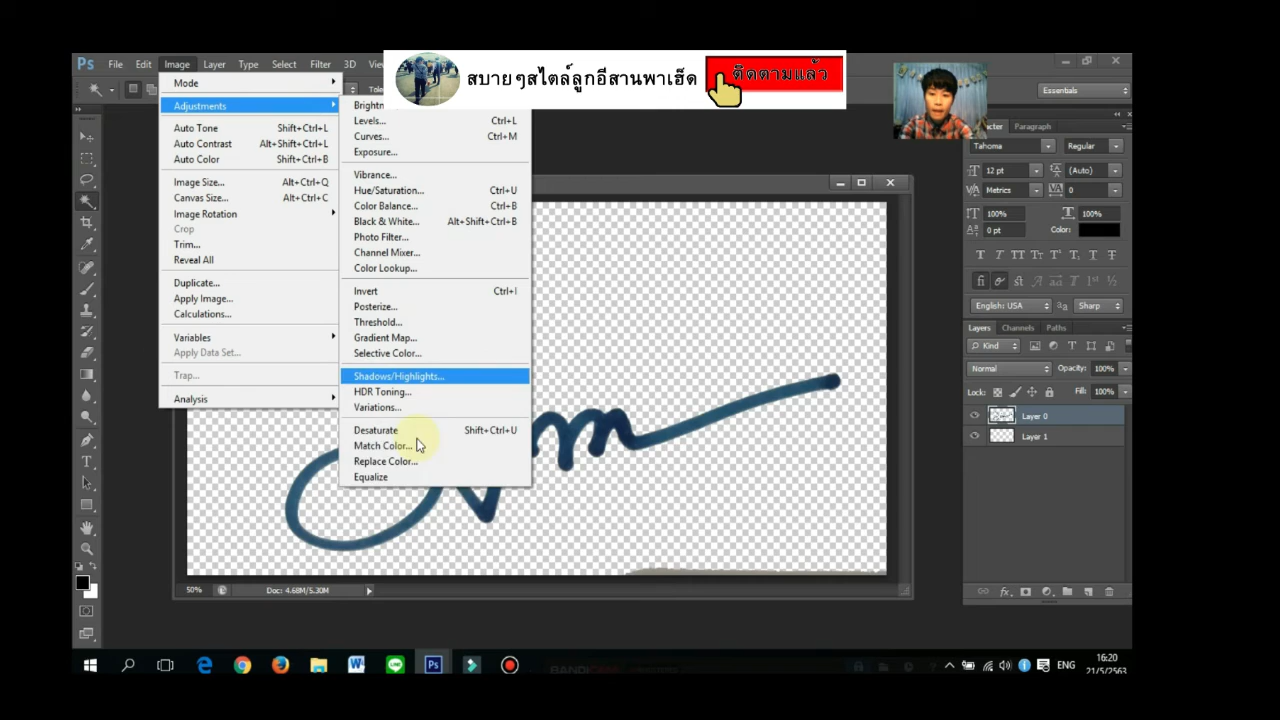 Ps File Edit Image Layer Type Select Filter 3D
สบายๆสไตล์ลูกอีสานพาเฮ็ด ติดตามแล้ว
Essentials
Mode
Adjustments
Auto Tone Shift+Ctrl+L
Auto Contrast Alt+Shift+Ctrl+L
Auto Color Shift+Ctrl+B
Image Size... Alt+Ctrl+Q
Canvas Size... Alt+Ctrl+C
Image Rotation
Crop
Trim...
Reveal All
Duplicate...
Apply Image...
Calculations...
Variables
Apply Data Set...
Trap...
Analysis
Levels... Ctrl+L
Curves... Ctrl+M
Exposure...
Vibrance...
Hue/Saturation... Ctrl+U
Color Balance... Ctrl+B
Black & White... Alt+Shift+Ctrl+B
Photo Filter...
Channel Mixer...
Color Lookup...
Invert Ctrl+I
Posterize...
Threshold...
Gradient Map...
Selective Color...
Shadows/Highlights...
HDR Toning...
Variations...
Desaturate Shift+Ctrl+U
Match Color...
Replace Color...
Equalize
Paragraph
Tahoma Regular
12 pt (Auto)
Metrics 0
100% 100%
0 pt Color:
English: USA Sharp
Layers Channels Paths
Kind
Normal Opacity: 100%
Lock: Fill: 100%
Layer 0
Layer 1
50% Doc: 4.68M/5.30M
ENG
16:20
21/5/2563